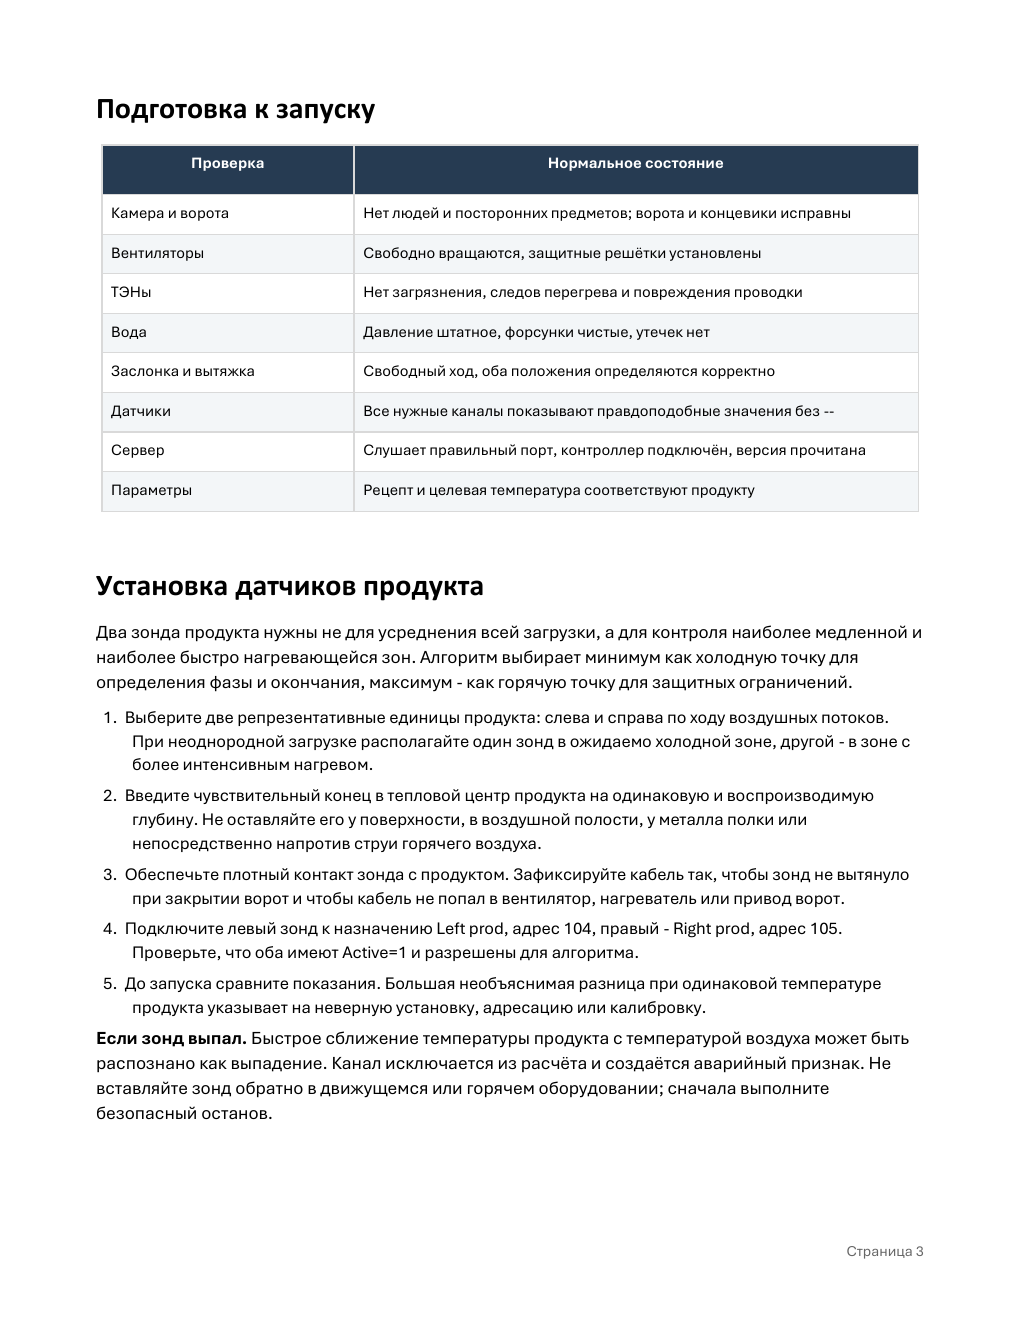 Подготовка к запуску
Проверка Нормальное состояние
Камера и ворота Нет людей и посторонних предметов; ворота и концевики исправны
Вентиляторы Свободно вращаются, защитные решётки установлены
ТЭНы Нет загрязнения, следов перегрева и повреждения проводки
Вода Давление штатное, форсунки чистые, утечек нет
Заслонка и вытяжка Свободный ход, оба положения определяются корректно
Датчики Все нужные каналы показывают правдоподобные значения без --
Сервер Слушает правильный порт, контроллер подключён, версия прочитана
Параметры Рецепт и целевая температура соответствуют продукту
Установка датчиков продукта
Два зонда продукта нужны не для усреднения всей загрузки, а для контроля наиболее медленной и
наиболее быстро нагревающейся зон. Алгоритм выбирает минимум как холодную точку для
определения фазы и окончания, максимум - как горячую точку для защитных ограничений.
1. Выберите две репрезентативные единицы продукта: слева и справа по ходу воздушных потоков.
При неоднородной загрузке располагайте один зонд в ожидаемо холодной зоне, другой - в зоне с
более интенсивным нагревом.
2. Введите чувствительный конец в тепловой центр продукта на одинаковую и воспроизводимую
глубину. Не оставляйте его у поверхности, в воздушной полости, у металла полки или
непосредственно напротив струи горячего воздуха.
3. Обеспечьте плотный контакт зонда с продуктом. Зафиксируйте кабель так, чтобы зонд не вытянуло
при закрытии ворот и чтобы кабель не попал в вентилятор, нагреватель или привод ворот.
4. Подключите левый зонд к назначению Left prod, адрес 104, правый - Right prod, адрес 105.
Проверьте, что оба имеют Active=1 и разрешены для алгоритма.
5. До запуска сравните показания. Большая необъяснимая разница при одинаковой температуре
продукта указывает на неверную установку, адресацию или калибровку.
Если зонд выпал. Быстрое сближение температуры продукта с температурой воздуха может быть
распознано как выпадение. Канал исключается из расчёта и создаётся аварийный признак. Не
вставляйте зонд обратно в движущемся или горячем оборудовании; сначала выполните
безопасный останов.
Страница 3